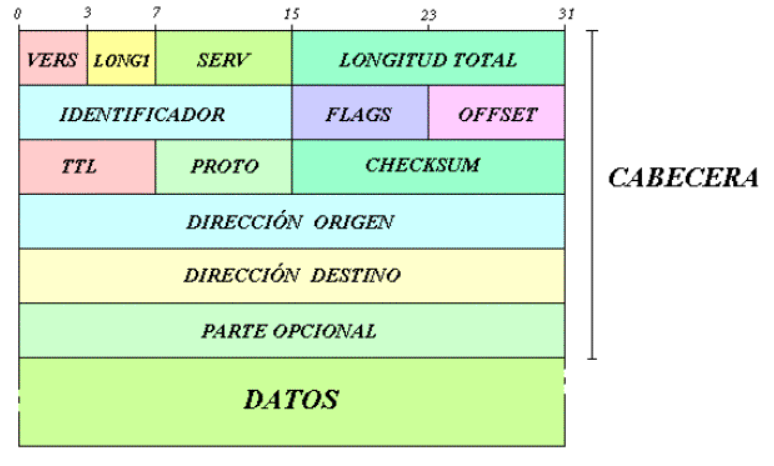 0 3 7 15 23 31
VERS LONG1 SERV LONGITUD TOTAL
IDENTIFICADOR FLAGS OFFSET
TTL PROTO CHECKSUM
CABECERA
DIRECCIÓN ORIGEN
DIRECCIÓN DESTINO
PARTE OPCIONAL
DATOS